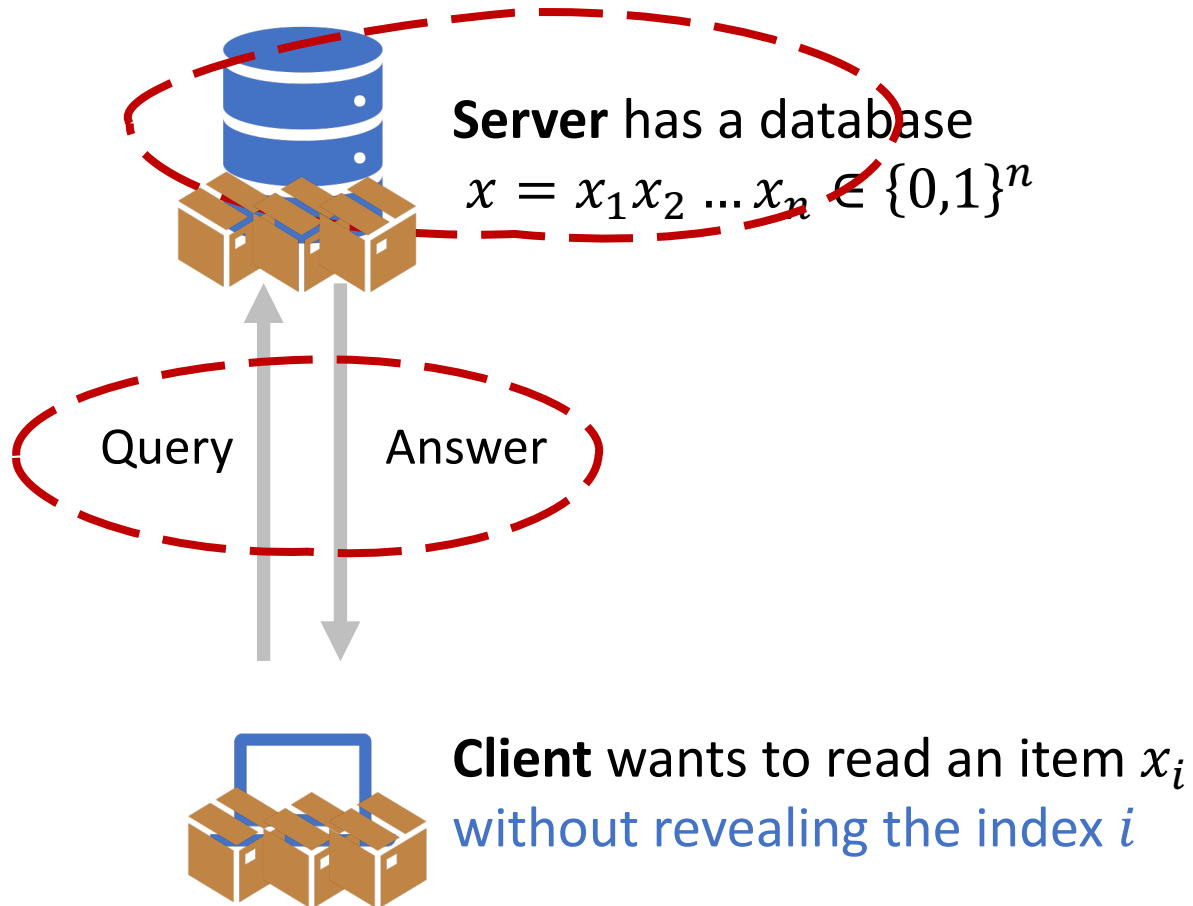 Server has a database
x = x₁x₂ … xₙ ∈ {0,1}ⁿ
Query Answer
Client wants to read an item xᵢ
without revealing the index i